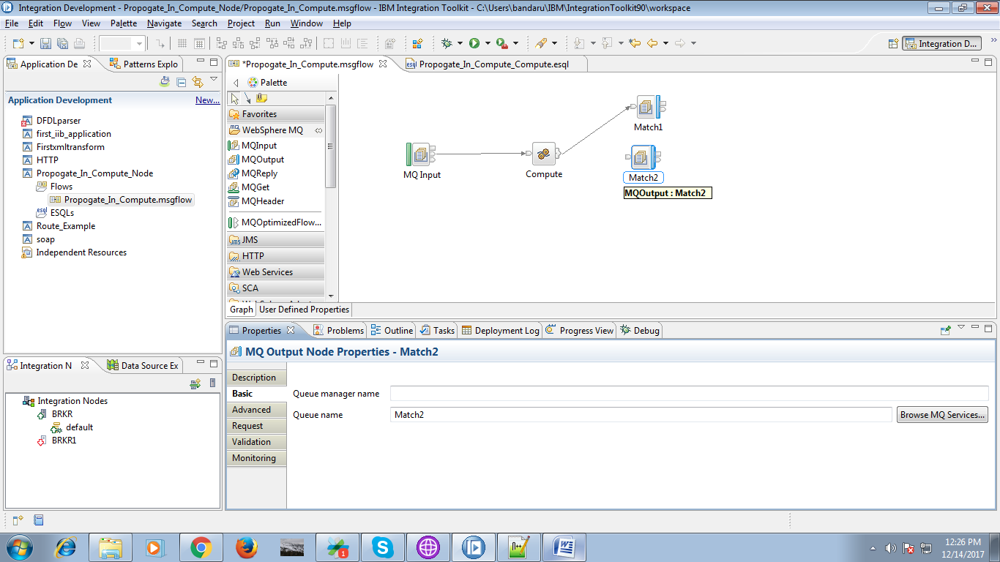 Integration Development - Propogate_In_Compute_Node/Propogate_In_Compute.msgflow - IBM Integration Toolkit - C:\Users\bandaru\IBM\IntegrationToolkit90\workspace
File Edit Flow View Palette Navigate Search Project Run Window Help
Integration D...
Application De
Patterns Explo
Application Development
New...
DFDLparser
first_iib_application
Firstxmltransform
HTTP
Propogate_In_Compute_Node
Flows
Propogate_In_Compute.msgflow
ESQLs
Route_Example
soap
Independent Resources
*Propogate_In_Compute.msgflow
Propogate_In_Compute_Compute.esql
Palette
Favorites
WebSphere MQ
MQInput
MQOutput
MQReply
MQGet
MQHeader
MQOptimizedFlow...
JMS
HTTP
Web Services
SCA
MQ Input
Compute
Match1
Match2
MQOutput : Match2
Graph
User Defined Properties
Integration N
Data Source Ex
Integration Nodes
BRKR
default
BRKR1
Properties
Problems
Outline
Tasks
Deployment Log
Progress View
Debug
MQ Output Node Properties - Match2
Description
Basic
Advanced
Request
Validation
Monitoring
Queue manager name
Queue name
Match2
Browse MQ Services...
1
12:26 PM
12/14/2017